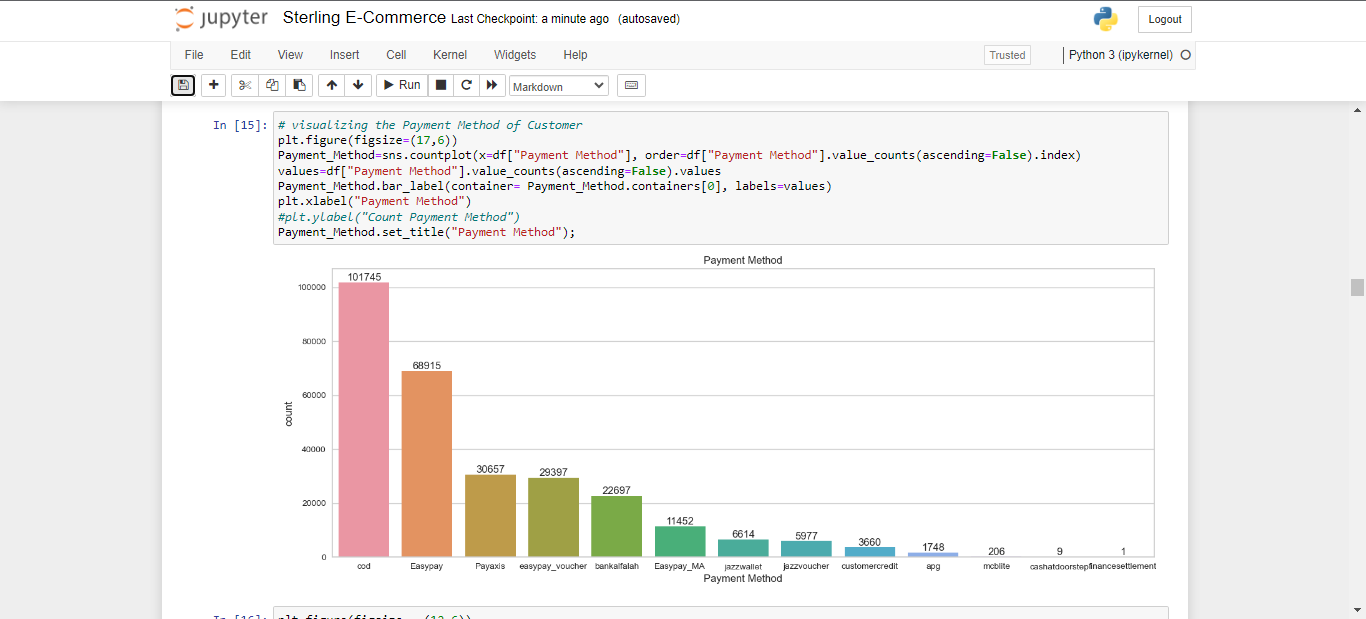 jupyter Sterling E-Commerce Last Checkpoint: a minute ago (autosaved) Logout
File Edit View Insert Cell Kernel Widgets Help Trusted Python 3 (ipykernel)
Run Markdown
In [15]: # visualizing the Payment Method of Customer
plt.figure(figsize=(17,6))
Payment_Method=sns.countplot(x=df["Payment Method"], order=df["Payment Method"].value_counts(ascending=False).index)
values=df["Payment Method"].value_counts(ascending=False).values
Payment_Method.bar_label(container= Payment_Method.containers[0], labels=values)
plt.xlabel("Payment Method")
#plt.ylabel("Count Payment Method")
Payment_Method.set_title("Payment Method");
Payment Method
101745
100000
80000
68915
60000
count
40000
30657 29397
22697
20000
11452
6614 5977 3660 1748 206 9 1
0
cod Easypay Payaxis easypay_voucher bankalfalah Easypay_MA jazzwallet jazzvoucher customercredit apg mcblite cashatdoorstep financesettlement
Payment Method
In [16]: plt.figure(figsize = (12,6))